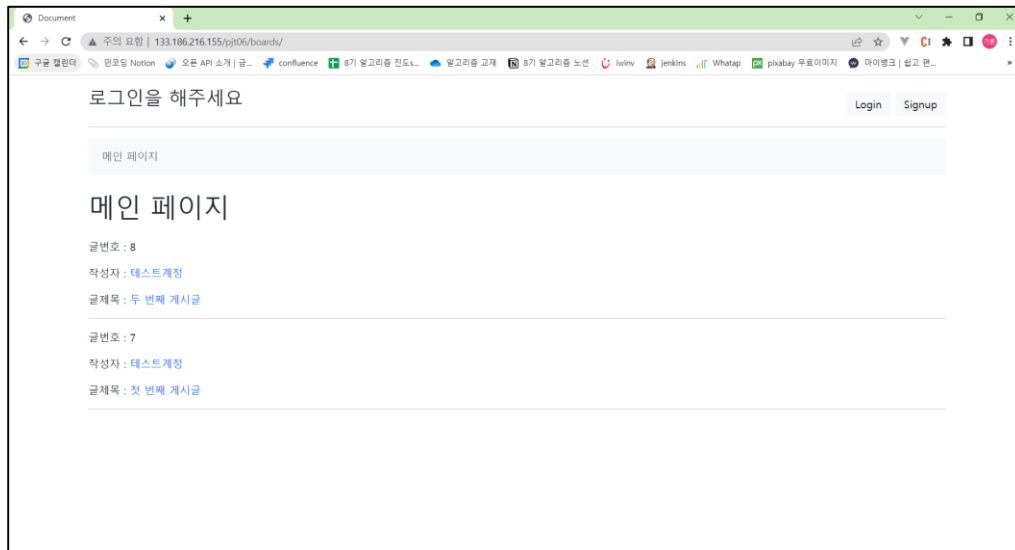 Document
주의 요함 | 133.186.216.155/pjt06/boards/
구글 캘린더 민코딩 Notion 오픈 API 소개 | 금... confluence 8기 알고리즘 진도s... 알고리즘 교재 8기 알고리즘 노션 iwinv jenkins Whatap pixabay 무료이미지 마이뱅크 | 쉽고 편... »
로그인을 해주세요
Login Signup
메인 페이지
메인 페이지
글번호 : 8
작성자 : 테스트계정
글제목 : 두 번째 게시글
글번호 : 7
작성자 : 테스트계정
글제목 : 첫 번째 게시글